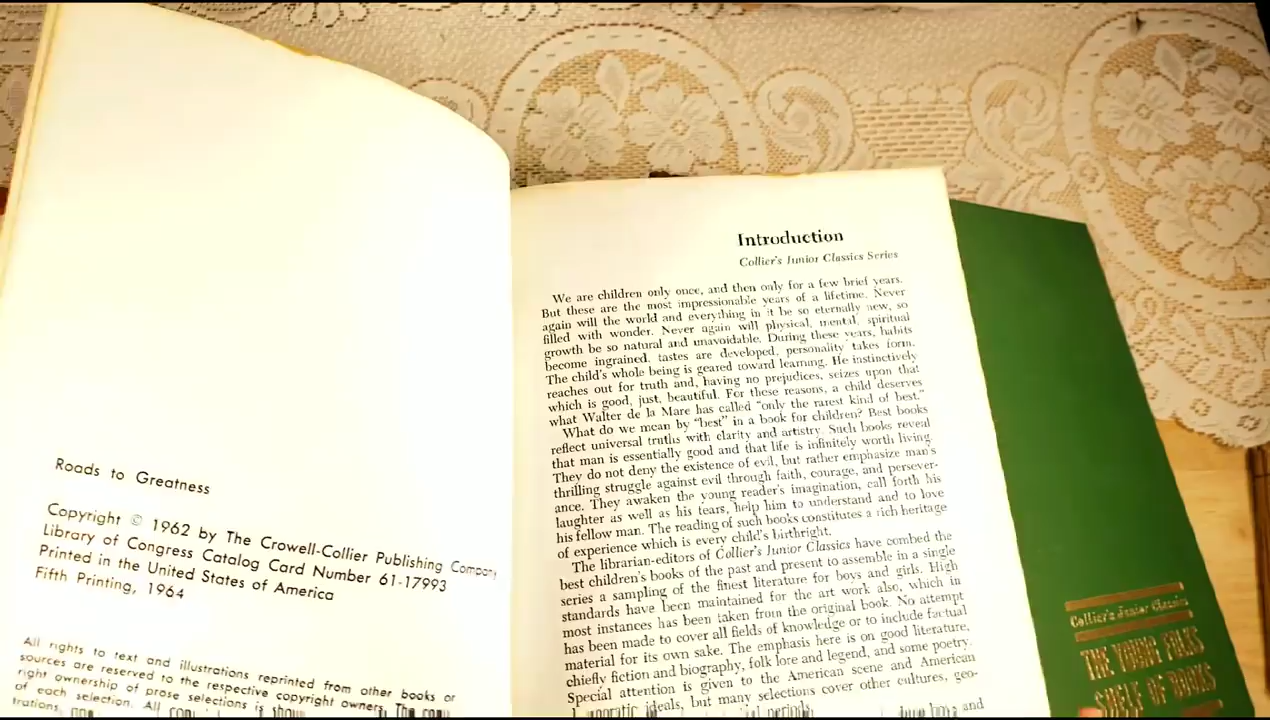 Roads to Greatness
Copyright © 1962 by The Crowell-Collier Publishing Company
Library of Congress Catalog Card Number 61-17993
Printed in the United States of America
Fifth Printing, 1964
All rights to text and illustrations reprinted from other books or
sources are reserved to the respective copyright owners. The copy
right ownership of prose selections is
of each selection. All
Introduction
Collier's Junior Classics Series
We are children only once, and then only for a few brief years.
But these are the most impressionable years of a lifetime. Never
again will the world and everything in it be so eternally new, so
filled with wonder. Never again will physical, mental, spiritual
growth be so natural and unavoidable. During these years, habits
become ingrained, tastes are developed, personality takes form.
The child's whole being is geared toward learning. He instinctively
reaches out for truth and, having no prejudices, seizes upon that
which is good, just, beautiful. For these reasons, a child deserves
what Walter de la Mare has called "only the rarest kind of best."
What do we mean by "best" in a book for children? Best books
reflect universal truths with clarity and artistry. Such books reveal
that man is essentially good and that life is infinitely worth living.
They do not deny the existence of evil, but rather emphasize man's
thrilling struggle against evil through faith, courage, and persever-
ance. They awaken the young reader's imagination, call forth his
laughter as well as his tears, help him to understand and to love
his fellow man. The reading of such books constitutes a rich heritage
of experience which is every child's birthright.
The librarian-editors of Collier's Junior Classics have combed the
best children's books of the past and present to assemble in a single
series a sampling of the finest literature for boys and girls. High
standards have been maintained for the art work also, which in
most instances has been taken from the original book. No attempt
has been made to cover all fields of knowledge or to include factual
material for its own sake. The emphasis here is on good literature,
chiefly fiction and biography, folk lore and legend, and some poetry.
Special attention is given to the American scene and American
ideals, but many selections cover other cultures, geo-
periods and
Collier's Junior Classics
THE YOUNG FOLKS
SHELF OF BOOKS